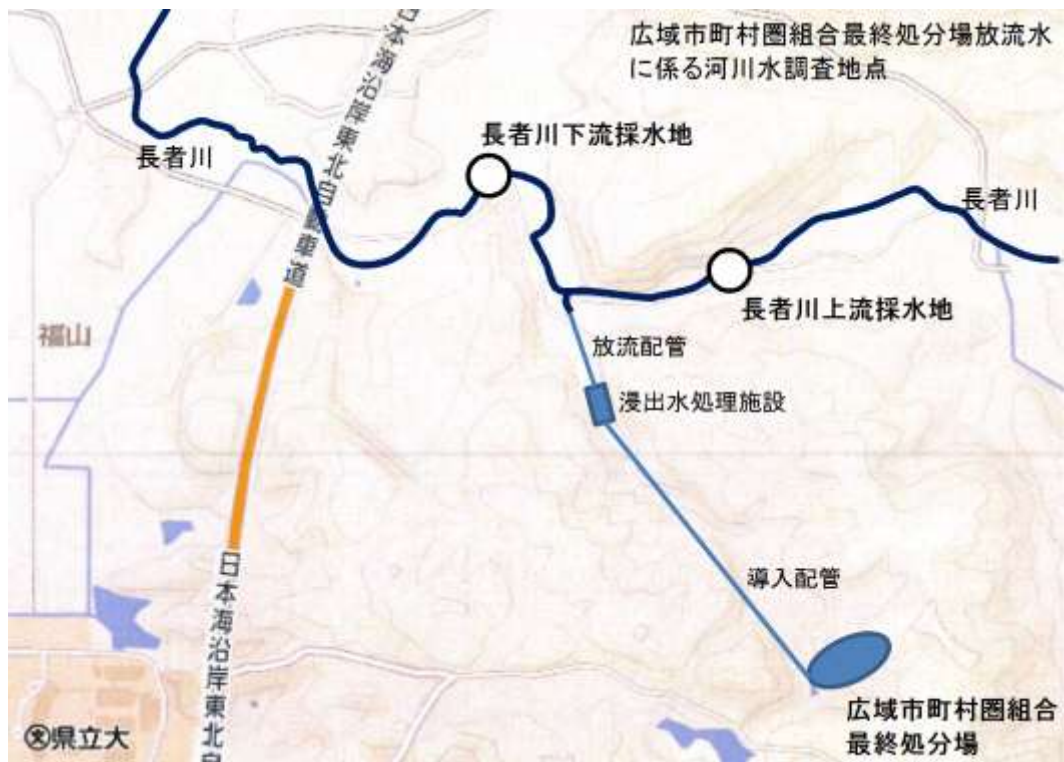 広域市町村圏組合最終処分場放流水
に係る河川水調査地点
長者川下流採水地
長者川
長者川
日本海沿岸東北自動車道
長者川上流採水地
福山
放流配管
浸出水処理施設
導入配管
日本海沿岸東北自
広域市町村圏組合
最終処分場
県立大